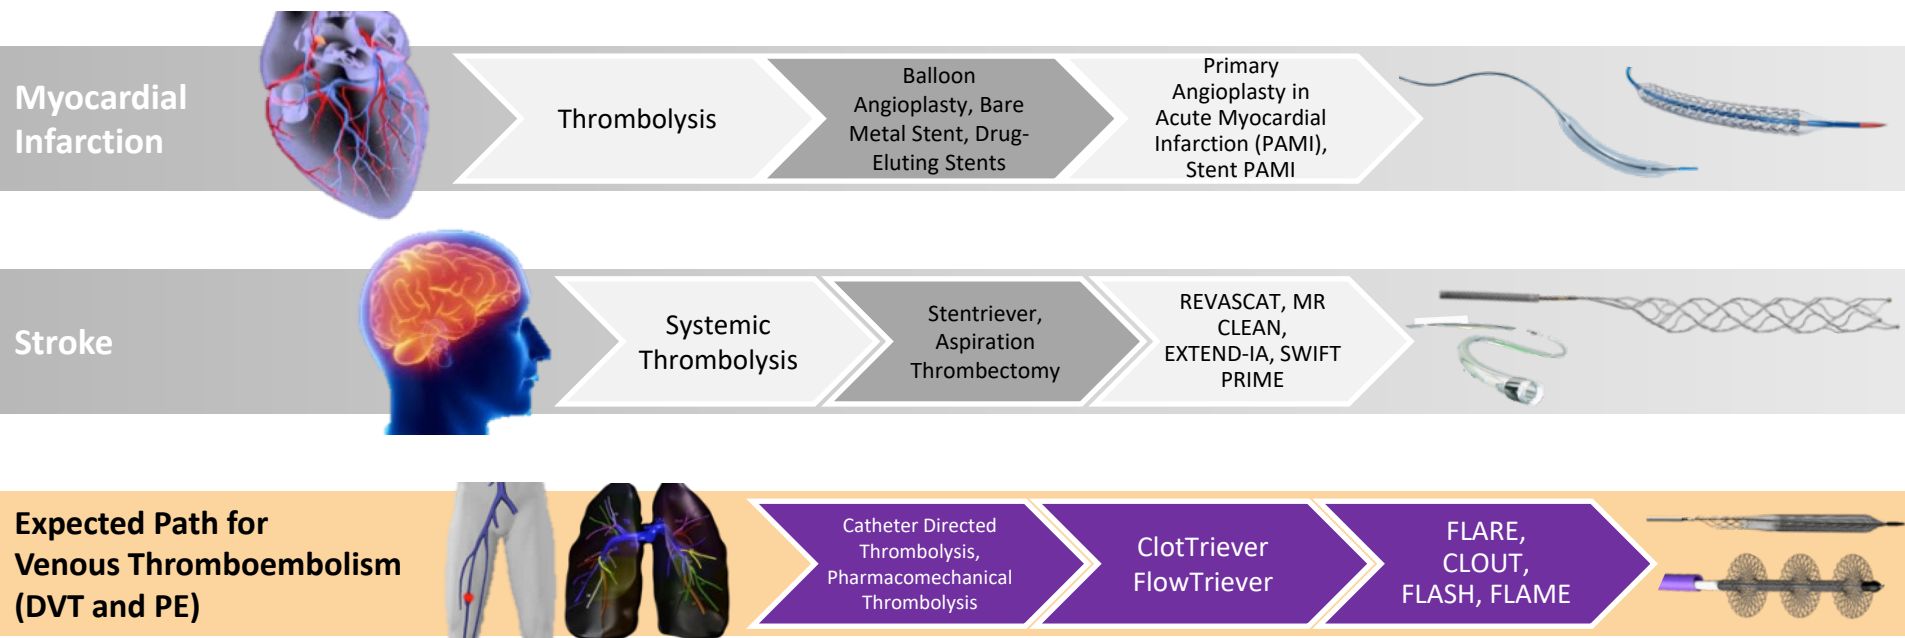 Myocardial
Infarction
Thrombolysis
Balloon
Angioplasty, Bare
Metal Stent, Drug-
Eluting Stents
Primary
Angioplasty in
Acute Myocardial
Infarction (PAMI),
Stent PAMI
Stroke
Systemic
Thrombolysis
Stentriever,
Aspiration
Thrombectomy
REVASCAT, MR
CLEAN,
EXTEND-IA, SWIFT
PRIME
Expected Path for
Venous Thromboembolism
(DVT and PE)
Catheter Directed
Thrombolysis,
Pharmacomechanical
Thrombolysis
ClotTriever
FlowTriever
FLARE,
CLOUT,
FLASH, FLAME